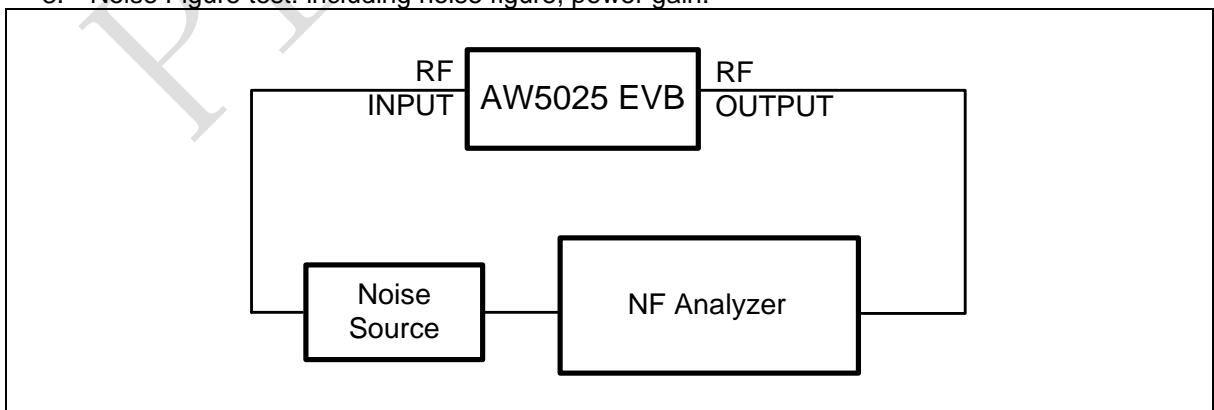 Noise Figure test: including noise figure, power gain.
RF
INPUT
AW5025 EVB
RF
OUTPUT
Noise
Source
NF Analyzer